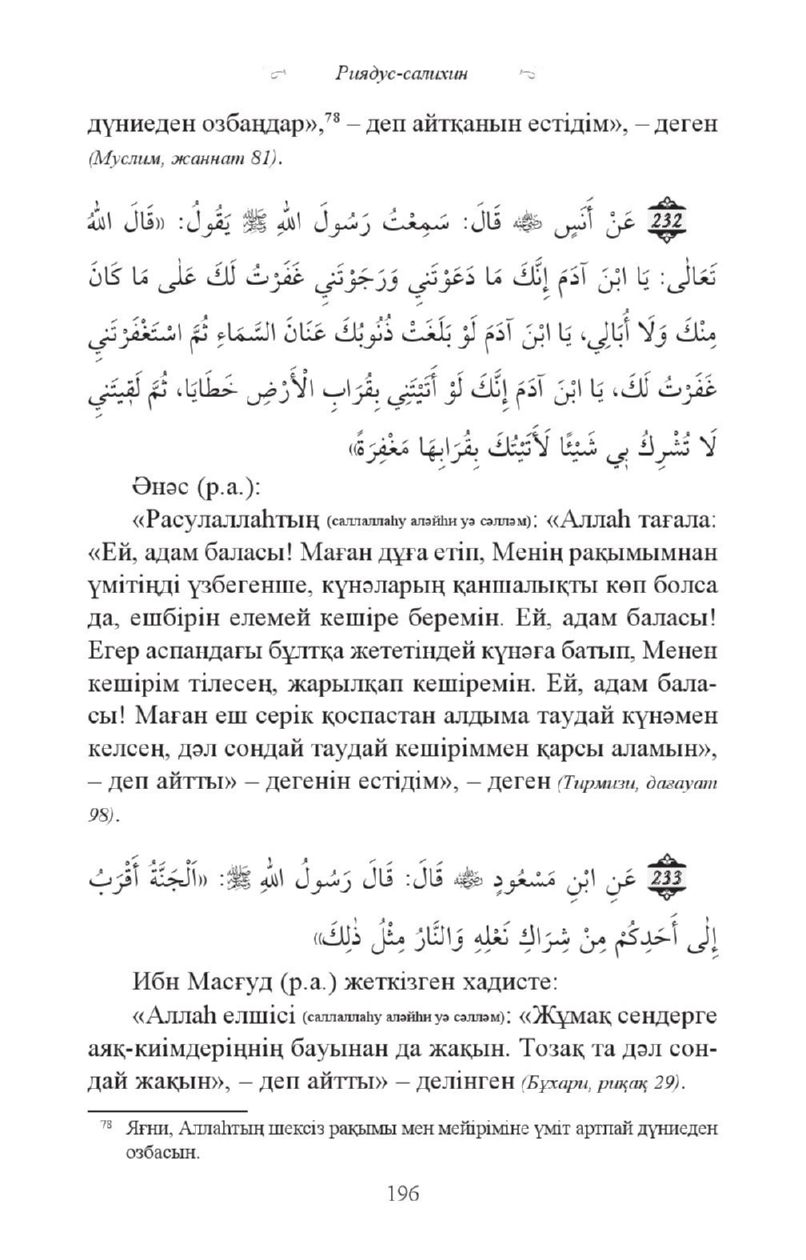 Риядус-салихин
дүниеден озбаңдар»,⁷⁸ – деп айтқанын естідім», – деген
(Муслим, жаннат 81).
232 عَنْ أَنَسٍ ﷺ قَالَ: سَمِعْتُ رَسُولَ اللهِ ﷺ يَقُولُ: «قَالَ اللهُ
تَعَالٰى: يَا ابْنَ آدَمَ إِنَّكَ مَا دَعَوْتَنِي وَرَجَوْتَنِي غَفَرْتُ لَكَ عَلٰى مَا كَانَ
مِنْكَ وَلَا أُبَالِي، يَا ابْنَ آدَمَ لَوْ بَلَغَتْ ذُنُوبُكَ عَنَانَ السَّمَاءِ ثُمَّ اسْتَغْفَرْتَنِي
غَفَرْتُ لَكَ، يَا ابْنَ آدَمَ إِنَّكَ لَوْ أَتَيْتَنِي بِقُرَابِ الْأَرْضِ خَطَايَا، ثُمَّ لَقِيتَنِي
لَا تُشْرِكُ بِي شَيْئًا لَأَتَيْتُكَ بِقُرَابِهَا مَغْفِرَةً»
Әнәс (р.а.):
«Расулаллаһтың (саллаллаһу аләйһи уә сәлләм): «Аллаһ тағала:
«Ей, адам баласы! Маған дұға етіп, Менің рақымымнан
үмітіңді үзбегенше, күнәларың қаншалықты көп болса
да, ешбірін елемей кешіре беремін. Ей, адам баласы!
Егер аспандағы бұлтқа жететіндей күнәға батып, Менен
кешірім тілесең, жарылқап кешіремін. Ей, адам бала-
сы! Маған еш серік қоспастан алдыма таудай күнәмен
келсең, дәл сондай таудай кешіріммен қарсы аламын»,
– деп айтты» – дегенін естідім», – деген (Тирмизи, дағауат
98).
233 عَنِ ابْنِ مَسْعُودٍ ﷺ قَالَ: قَالَ رَسُولُ اللهِ ﷺ: «اَلْجَنَّةُ أَقْرَبُ
إِلٰى أَحَدِكُمْ مِنْ شِرَاكِ نَعْلِهِ وَالنَّارُ مِثْلُ ذٰلِكَ»
Ибн Масғуд (р.а.) жеткізген хадисте:
«Аллаһ елшісі (саллаллаһу аләйһи уә сәлләм): «Жұмақ сендерге
аяқ-киімдеріңнің бауынан да жақын. Тозақ та дәл сон-
дай жақын», – деп айтты» – делінген (Бұхари, риқақ 29).
⁷⁸ Яғни, Аллаһтың шексіз рақымы мен мейіріміне үміт артпай дүниеден
озбасын.
196